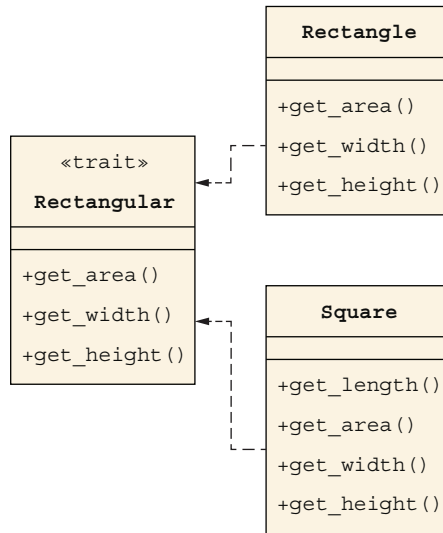 Rectangle
+get_area()
+get_width()
+get_height()
«trait»
Rectangular
+get_area()
+get_width()
+get_height()
Square
+get_length()
+get_area()
+get_width()
+get_height()